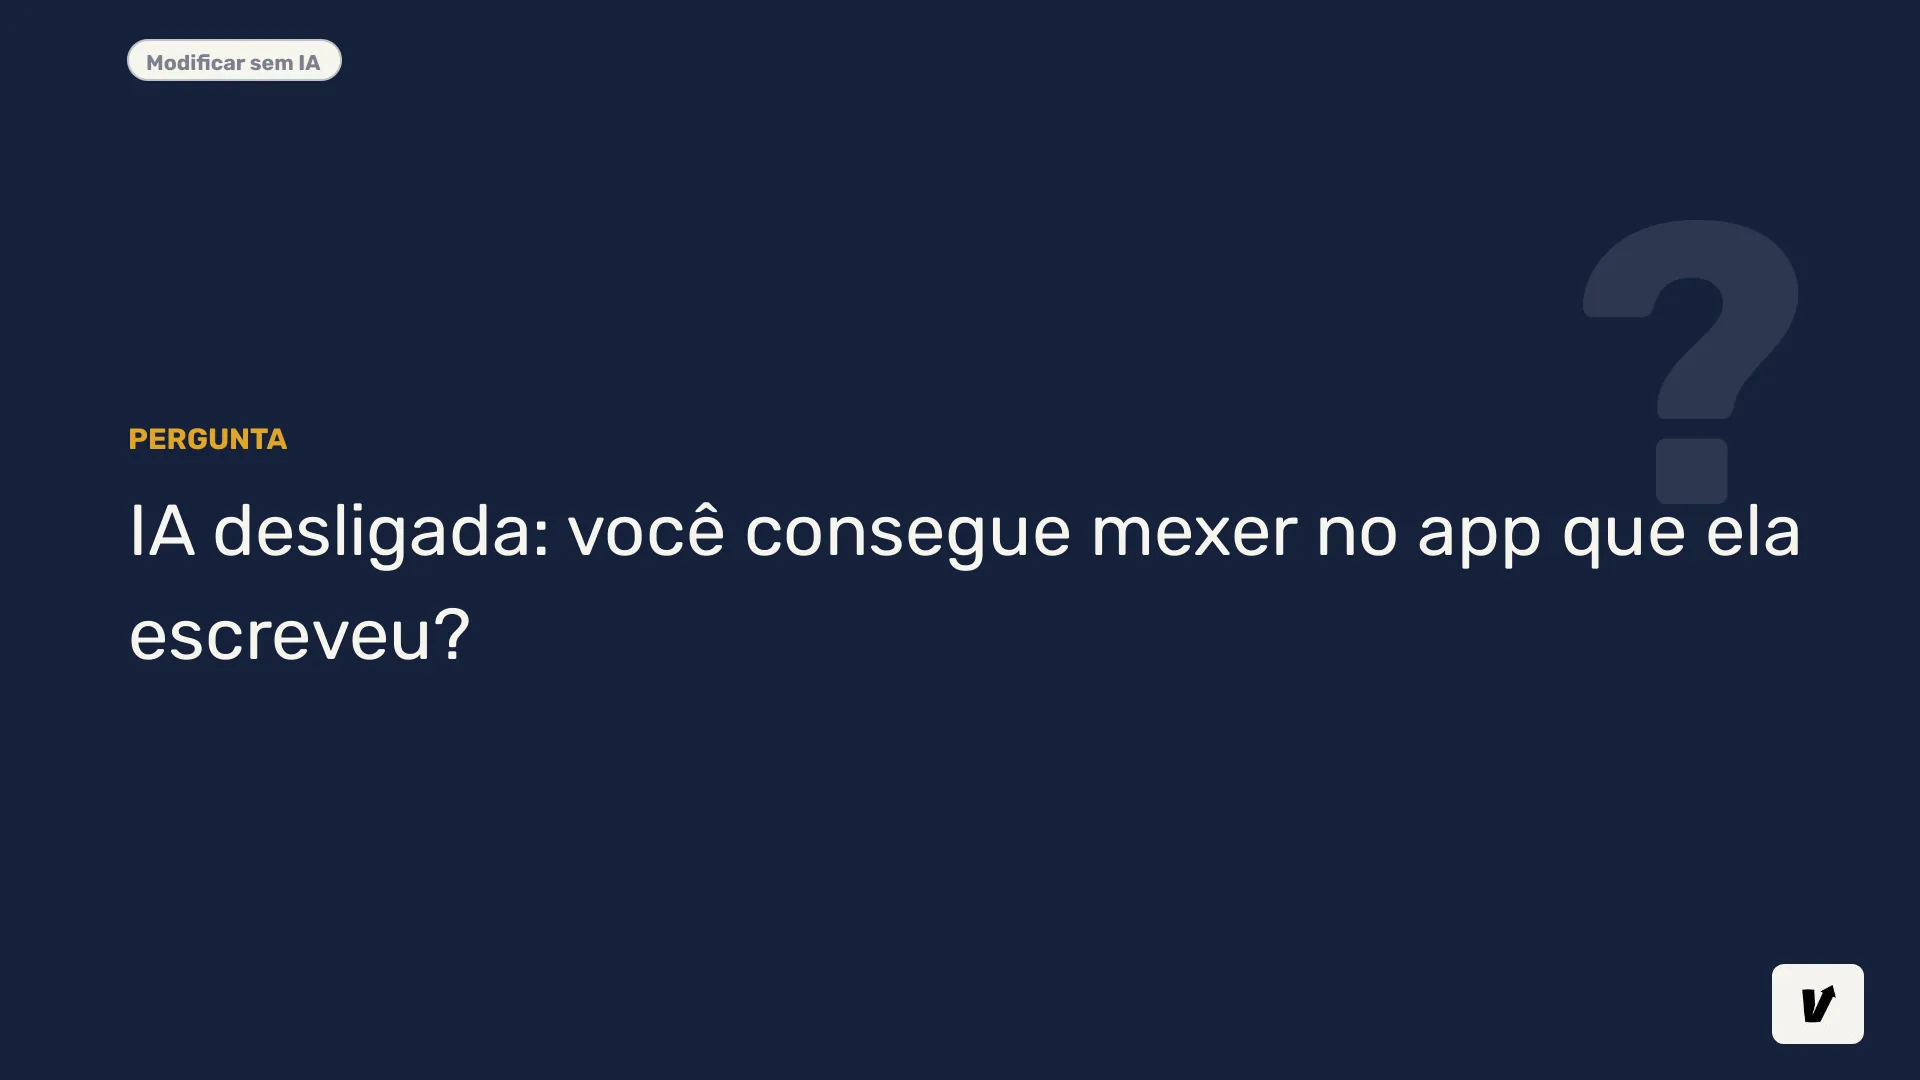 Modificar sem IA
?
PERGUNTA
IA desligada: você consegue mexer no app que ela
escreveu?
V